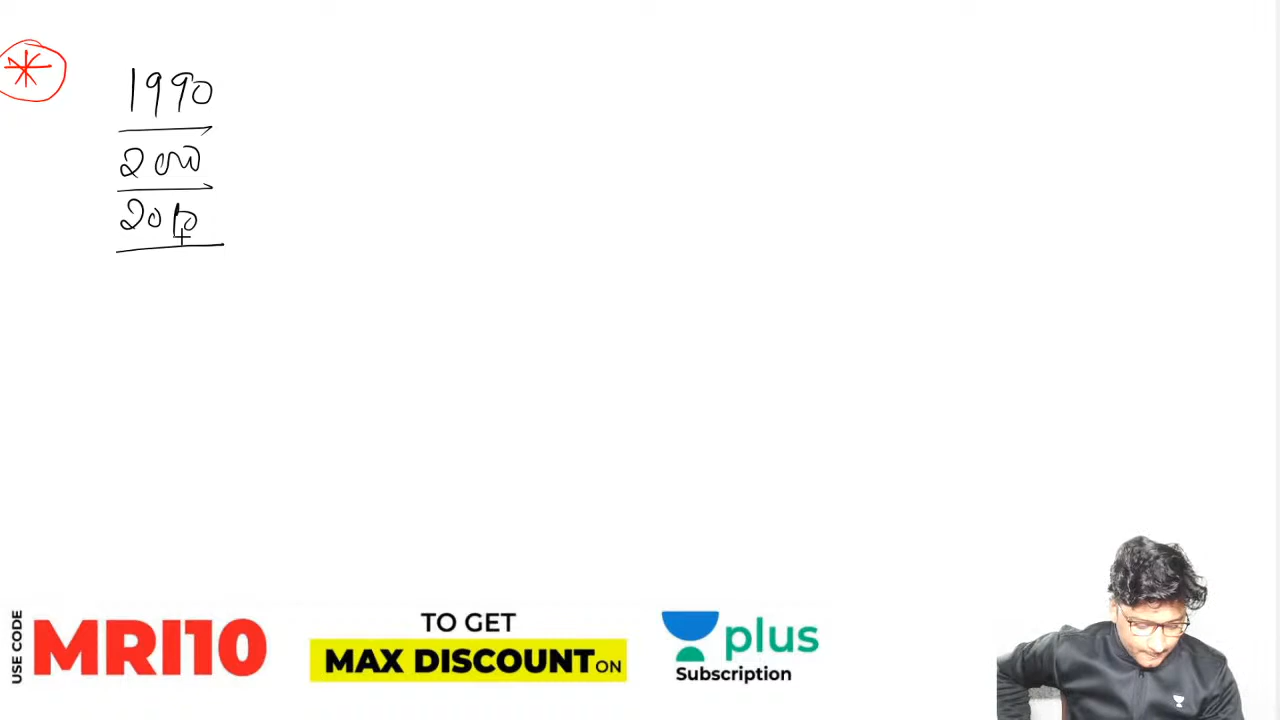 1990
2000
2010
USE CODE
MRI10
TO GET
MAX DISCOUNT ON
plus
Subscription